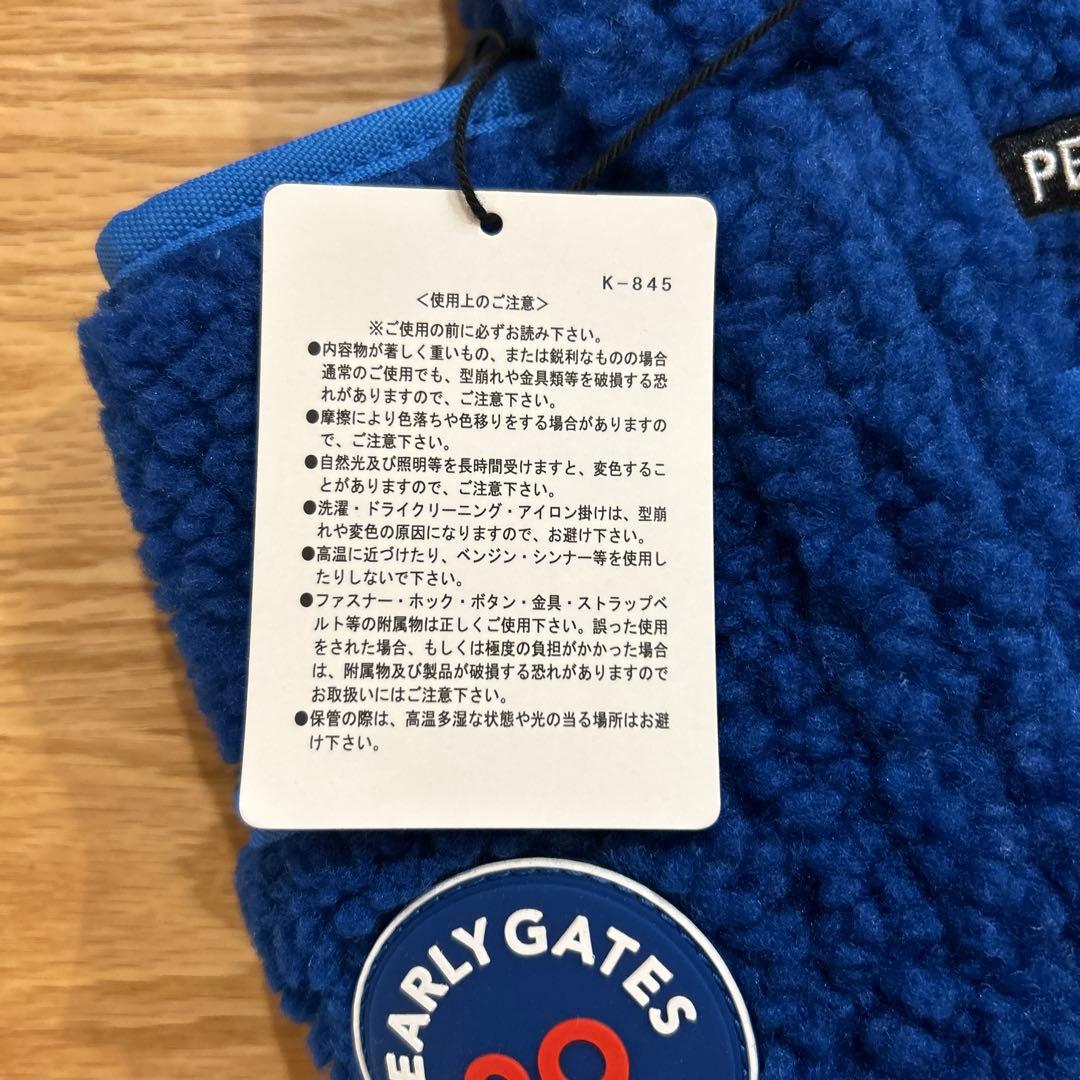 PE
K-845
＜使用上のご注意＞
※ご使用の前に必ずお読み下さい。
●内容物が著しく重いもの、または鋭利なものの場合
通常のご使用でも、型崩れや金具類等を破損する恐
れがありますので、ご注意下さい。
●摩擦により色落ちや色移りをする場合がありますの
で、ご注意下さい。
●自然光及び照明等を長時間受けますと、変色するこ
とがありますので、ご注意下さい。
●洗濯・ドライクリーニング・アイロン掛けは、型崩
れや変色の原因になりますので、お避け下さい。
●高温に近づけたり、ベンジン・シンナー等を使用し
たりしないで下さい。
●ファスナー・ホック・ボタン・金具・ストラップベ
ルト等の附属物は正しくご使用下さい。誤った使用
をされた場合、もしくは極度の負担がかかった場合
は、附属物及び製品が破損する恐れがありますので
お取扱いにはご注意下さい。
●保管の際は、高温多湿な状態や光の当る場所はお避
け下さい。
EARLY GATES